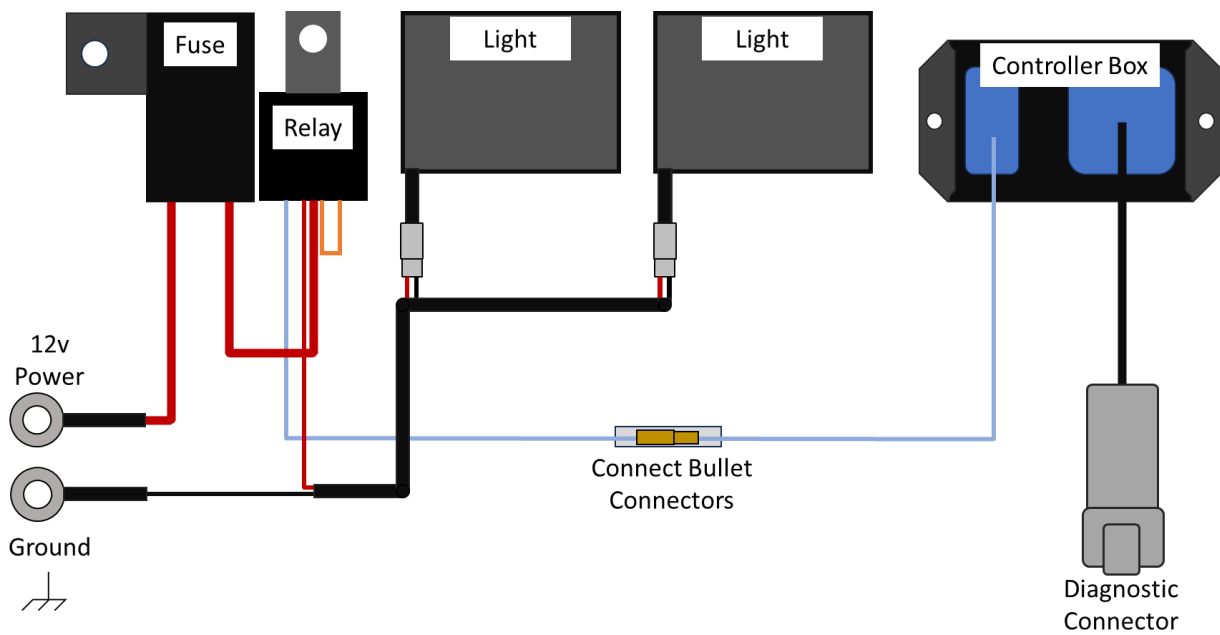 Fuse
Relay
Light
Light
Controller Box
12v
Power
Ground
Connect Bullet
Connectors
Diagnostic
Connector